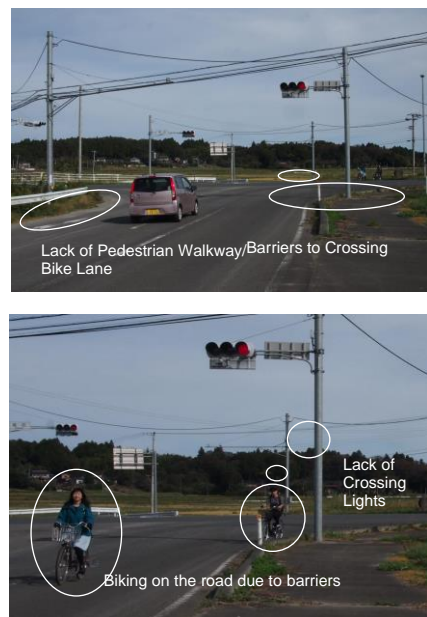 Lack of Pedestrian Walkway/Barriers to Crossing
Bike Lane
Lack of
Crossing
Lights
Biking on the road due to barriers